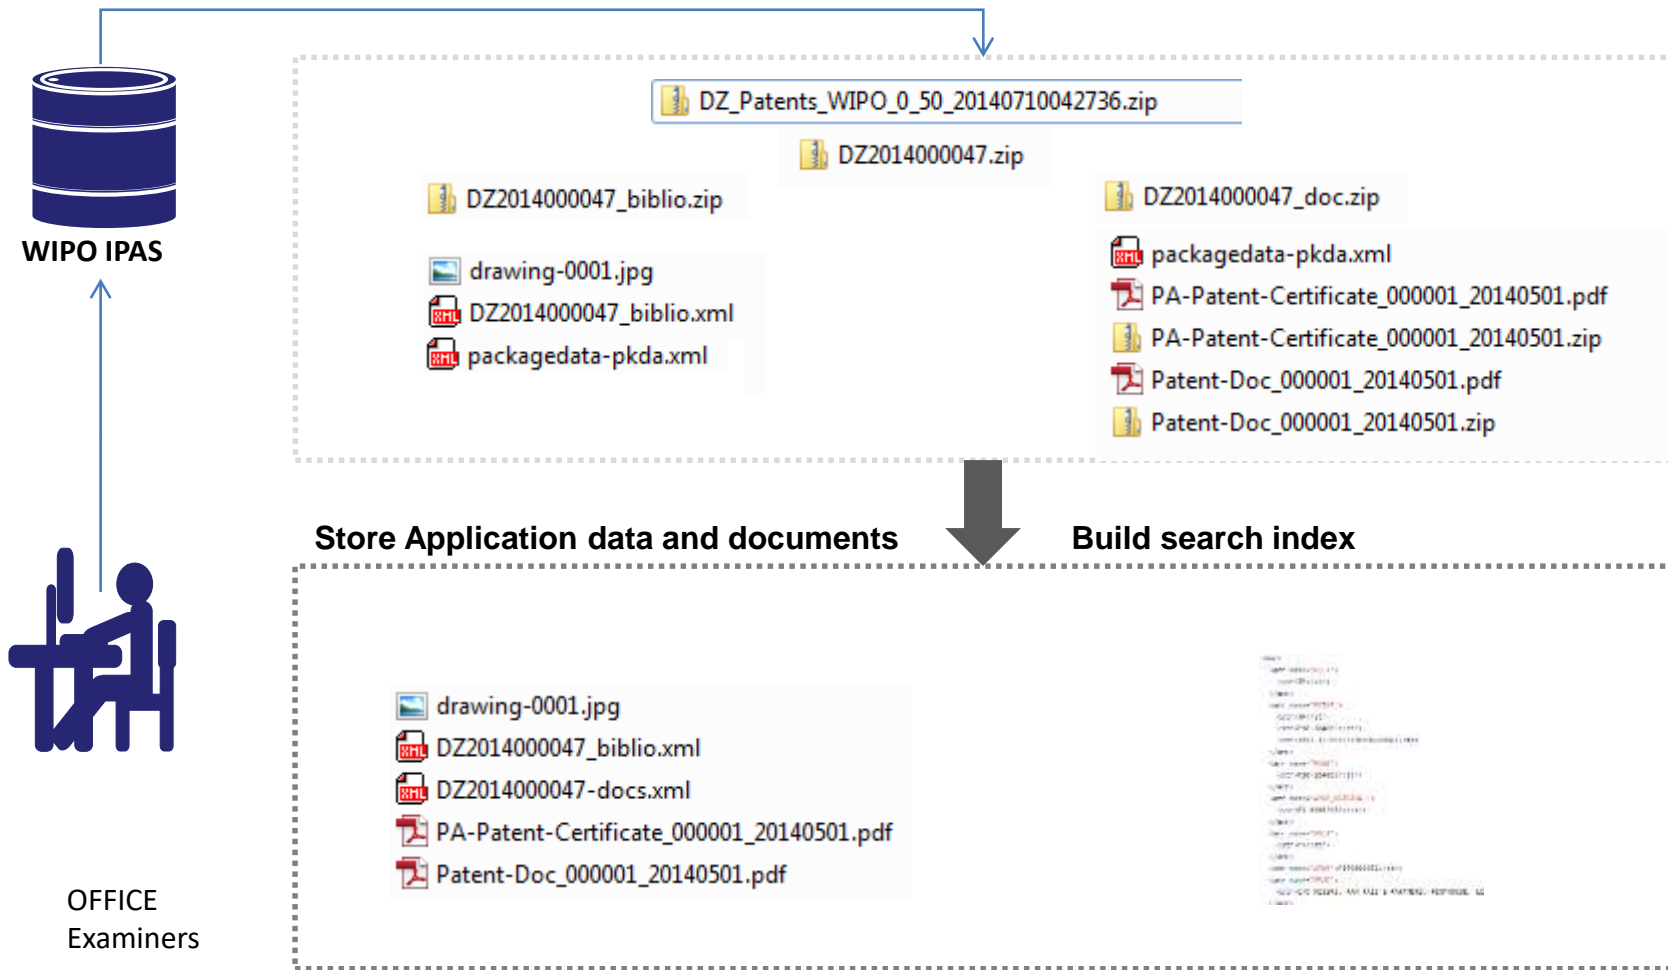 DZ_Patents_WIPO_0_50_20140710042736.zip
DZ2014000047.zip
DZ2014000047_biblio.zip
DZ2014000047_doc.zip
WIPO IPAS
drawing-0001.jpg
DZ2014000047_biblio.xml
packagedata-pkda.xml
packagedata-pkda.xml
PA-Patent-Certificate_000001_20140501.pdf
PA-Patent-Certificate_000001_20140501.zip
Patent-Doc_000001_20140501.pdf
Patent-Doc_000001_20140501.zip
Store Application data and documents
Build search index
drawing-0001.jpg
DZ2014000047_biblio.xml
DZ2014000047-docs.xml
PA-Patent-Certificate_000001_20140501.pdf
Patent-Doc_000001_20140501.pdf
OFFICE
Examiners